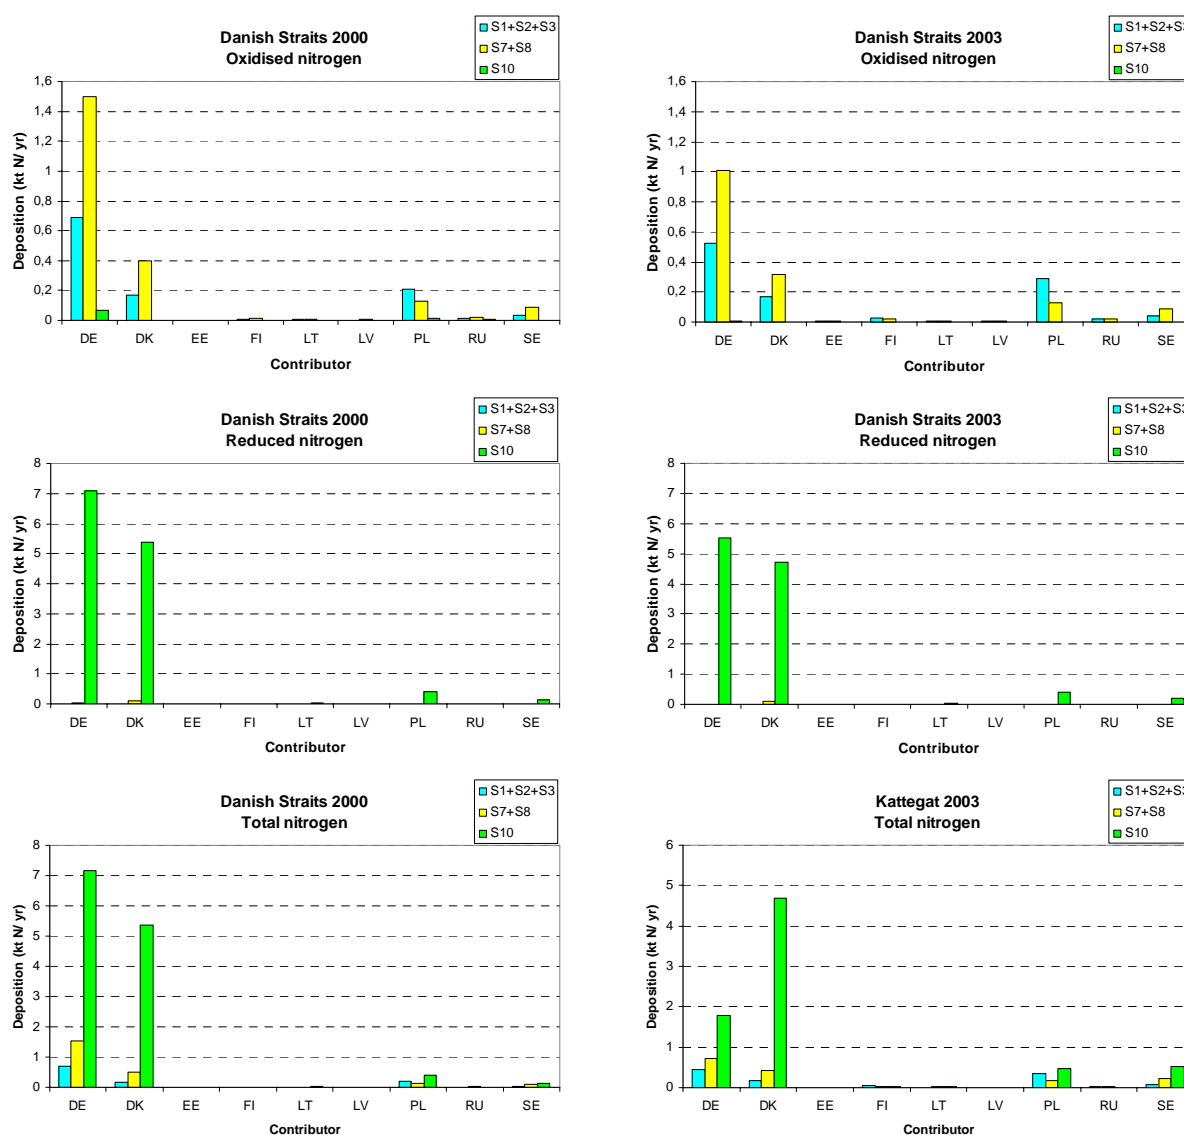 Danish Straits 2000
Oxidised nitrogen
S1+S2+S3
S7+S8
S10
Deposition (kt N/ yr)
1,6
1,4
1,2
1
0,8
0,6
0,4
0,2
0
DE DK EE FI LT LV PL RU SE
Contributor
Danish Straits 2003
Oxidised nitrogen
S1+S2+S3
S7+S8
S10
Deposition (kt N/ yr)
1,6
1,4
1,2
1
0,8
0,6
0,4
0,2
0
DE DK EE FI LT LV PL RU SE
Contributor
Danish Straits 2000
Reduced nitrogen
S1+S2+S3
S7+S8
S10
Deposition (kt N/ yr)
8
7
6
5
4
3
2
1
0
DE DK EE FI LT LV PL RU SE
Contributor
Danish Straits 2003
Reduced nitrogen
S1+S2+S3
S7+S8
S10
Deposition (kt N/ yr)
8
7
6
5
4
3
2
1
0
DE DK EE FI LT LV PL RU SE
Contributor
Danish Straits 2000
Total nitrogen
S1+S2+S3
S7+S8
S10
Deposition (kt N/ yr)
8
7
6
5
4
3
2
1
0
DE DK EE FI LT LV PL RU SE
Contributor
Kattegat 2003
Total nitrogen
S1+S2+S3
S7+S8
S10
Deposition (kt N/ yr)
6
5
4
3
2
1
0
DE DK EE FI LT LV PL RU SE
Contributor